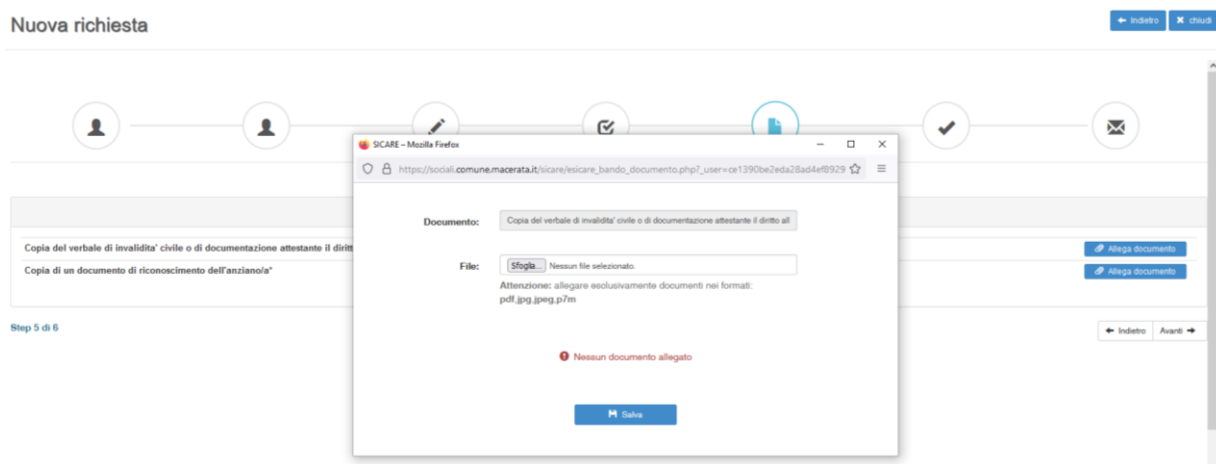 Nuova richiesta
Indietro
chiudi
SICARE – Mozilla Firefox
https://sociali.comune.macerata.it/sicare/esicare_bando_documento.php?_user=ce1390be2eda28ad4ef8929
Documento: Copia del verbale di invalidita' civile o di documentazione attestante il diritto all
Copia del verbale di invalidita' civile o di documentazione attestante il diritt
Allega documento
File: Sfoglia... Nessun file selezionato.
Copia di un documento di riconoscimento dell'anziano/a*
Allega documento
Attenzione: allegare esclusivamente documenti nei formati:
pdf,jpg,jpeg,p7m
Step 5 di 6
Indietro
Avanti
Nessun documento allegato
Salva